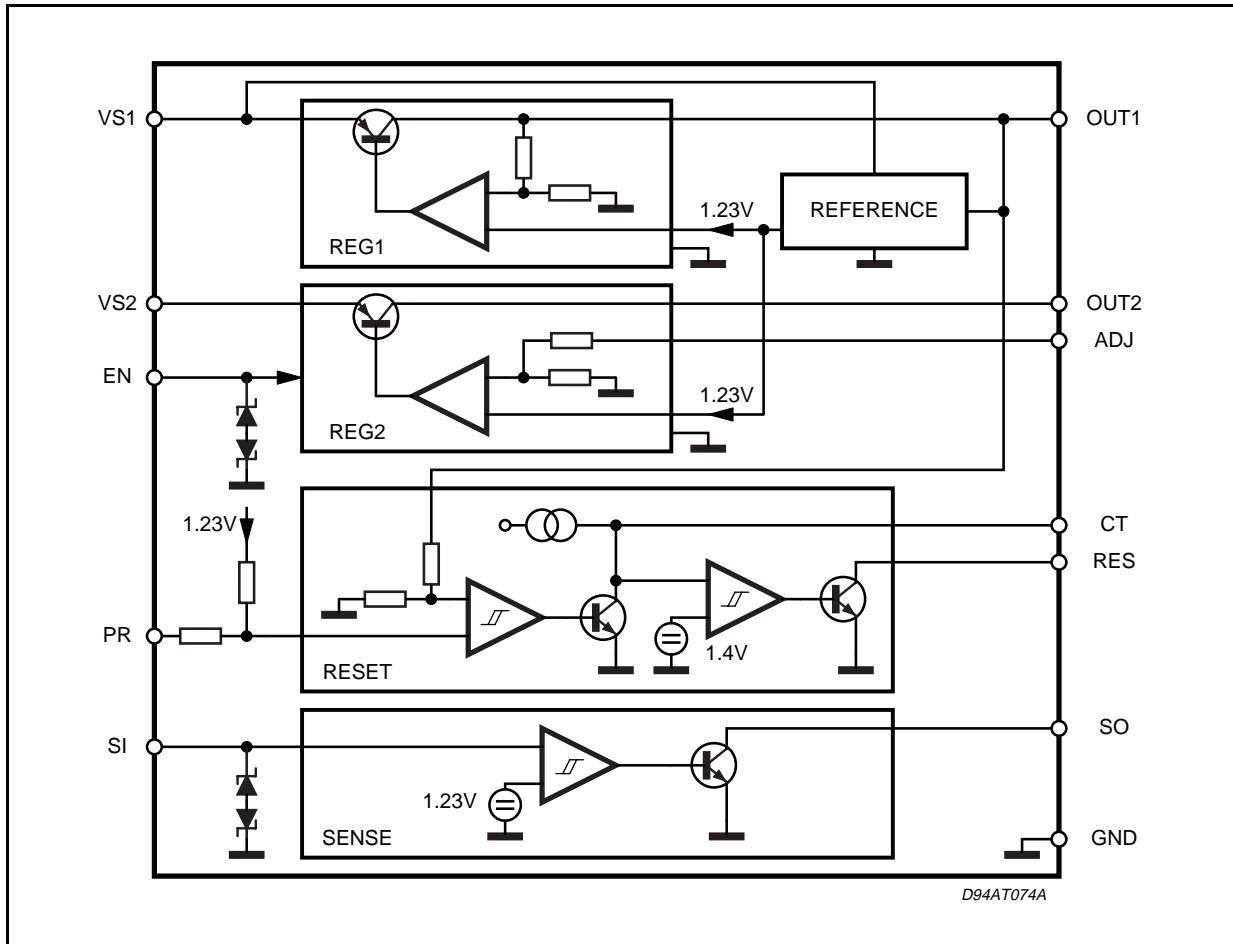 VS1
OUT1
1.23V
REFERENCE
REG1
VS2
OUT2
ADJ
EN
1.23V
REG2
1.23V
CT
RES
PR
1.4V
RESET
SI
SO
1.23V
SENSE
GND
D94AT074A